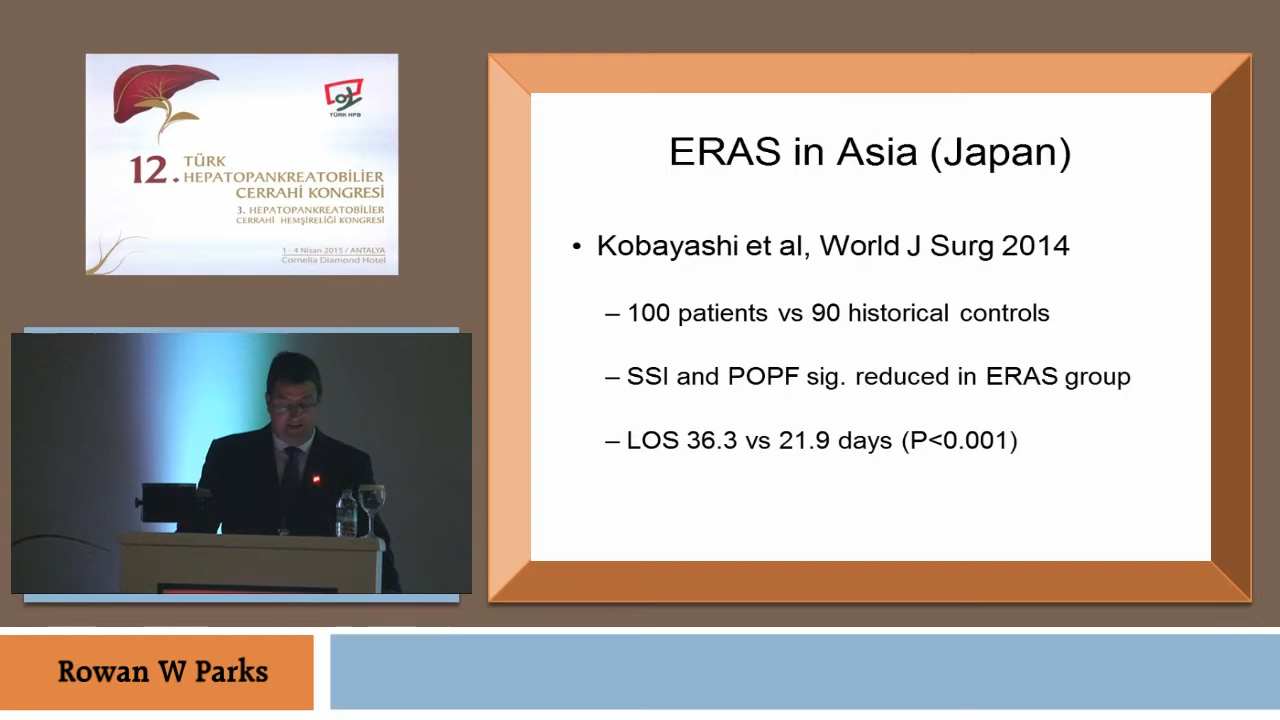 TÜRK HPB
12. TÜRK
HEPATOPANKREATOBİLİER
CERRAHİ KONGRESİ
3. HEPATOPANKREATOBİLİER
CERRAHİ HEMŞİRELİĞİ KONGRESİ
1 - 4 Nisan 2015 / ANTALYA
Cornelia Diamond Hotel
ERAS in Asia (Japan)
• Kobayashi et al, World J Surg 2014
– 100 patients vs 90 historical controls
– SSI and POPF sig. reduced in ERAS group
– LOS 36.3 vs 21.9 days (P<0.001)
Rowan W Parks